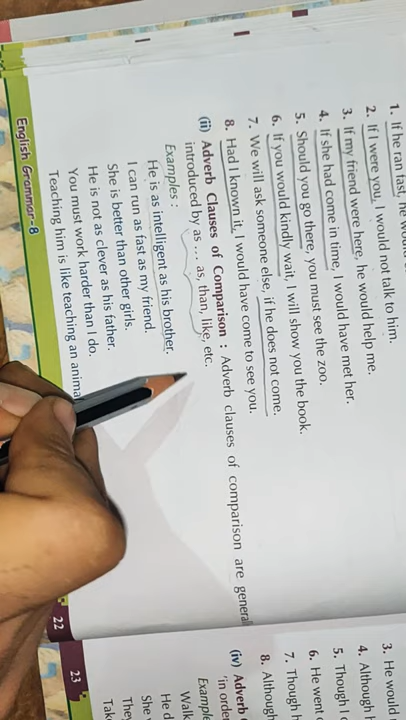 1. If he ran fast, he
2. If I were you, I would not talk to him.
3. If my friend were here, he would help me.
4. If she had come in time, I would have met her.
5. Should you go there, you must see the zoo.
6. If you would kindly wait, I will show you the book.
7. We will ask someone else, if he does not come.
8. Had I known it, I would have come to see you.
(ii) Adverb Clauses of Comparison : Adverb clauses of comparison are general
introduced by as ... as, than, like, etc.
Examples :
He is as intelligent as his brother.
I can run as fast as my friend.
She is better than other girls.
He is not as clever as his father.
You must work harder than I do.
Teaching him is like teaching an anima
English Grammar-8
22
3. He would
4. Although
5. Though I
6. He went
7. Though h
8. Although
(iv) Adverb
'in orde
Example
Walk
He d
She
They
Tak
23